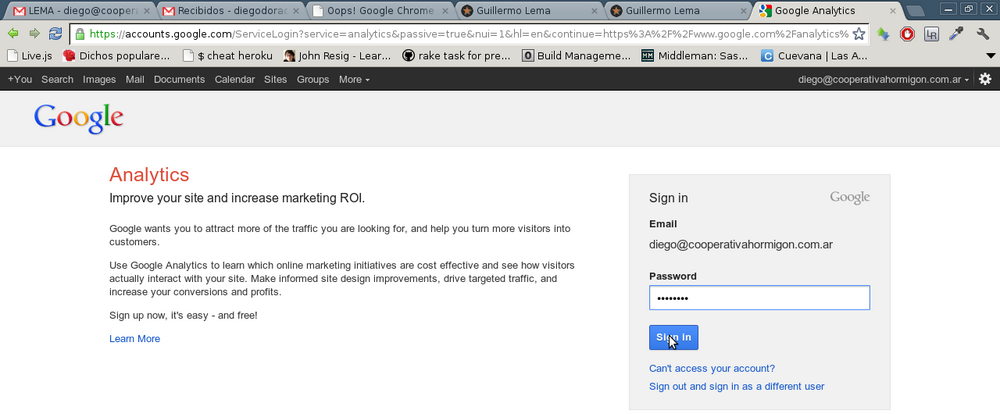 LEMA - diego@cooper
Recibidos - diegodorac
Oops! Google Chrome
Guillermo Lema
Guillermo Lema
Google Analytics
https://accounts.google.com/ServiceLogin?service=analytics&passive=true&nui=1&hl=en&continue=https%3A%2F%2Fwww.google.com%2Fanalytics%
Live.js
Dichos populare...
$ cheat heroku
John Resig - Lear...
rake task for pre...
Build Manageme...
Middleman: Sas...
Cuevana | Las A...
+You Search Images Mail Documents Calendar Sites Groups More
diego@cooperativahormigon.com.ar
Google
Analytics
Improve your site and increase marketing ROI.
Google wants you to attract more of the traffic you are looking for, and help you turn more visitors into
customers.
Use Google Analytics to learn which online marketing initiatives are cost effective and see how visitors
actually interact with your site. Make informed site design improvements, drive targeted traffic, and
increase your conversions and profits.
Sign up now, it's easy - and free!
Learn More
Sign in
Google
Email
diego@cooperativahormigon.com.ar
Password
••••••••
Sign in
Can't access your account?
Sign out and sign in as a different user